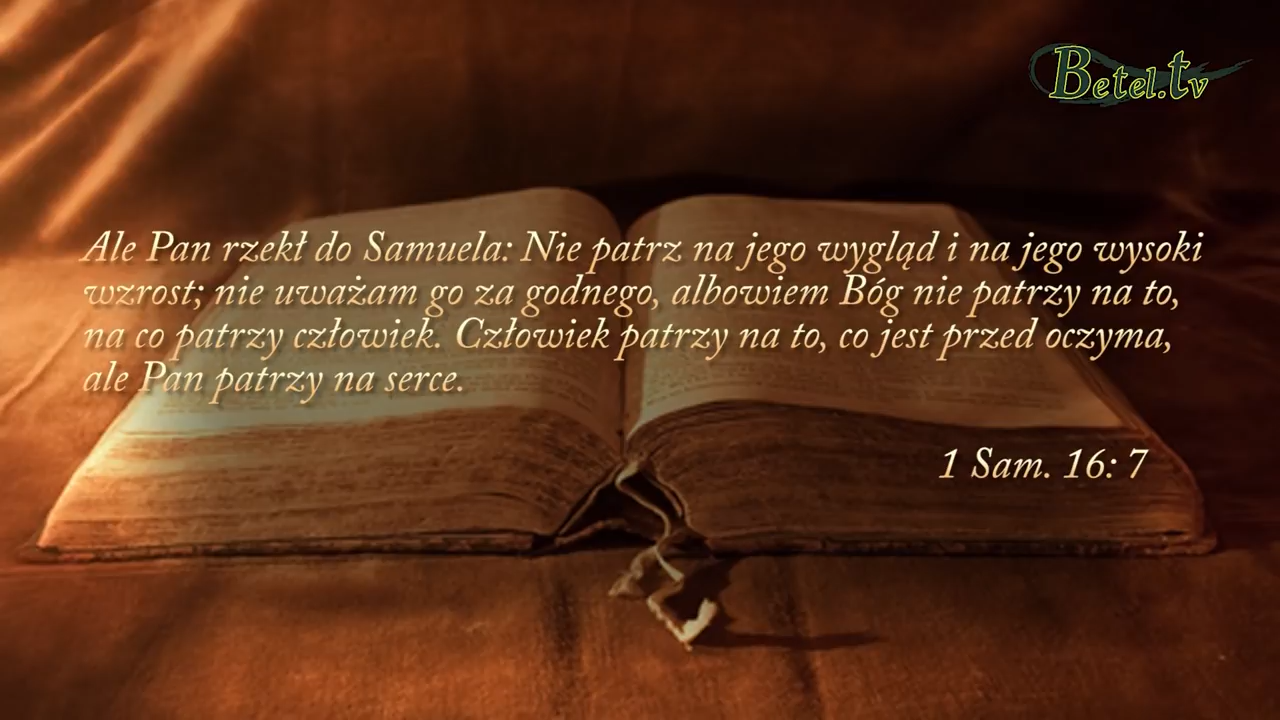 Betel.tv
Ale Pan rzekł do Samuela: Nie patrz na jego wygląd i na jego wysoki
wzrost; nie uważam go za godnego, albowiem Bóg nie patrzy na to,
na co patrzy człowiek. Człowiek patrzy na to, co jest przed oczyma,
ale Pan patrzy na serce.
1 Sam. 16: 7